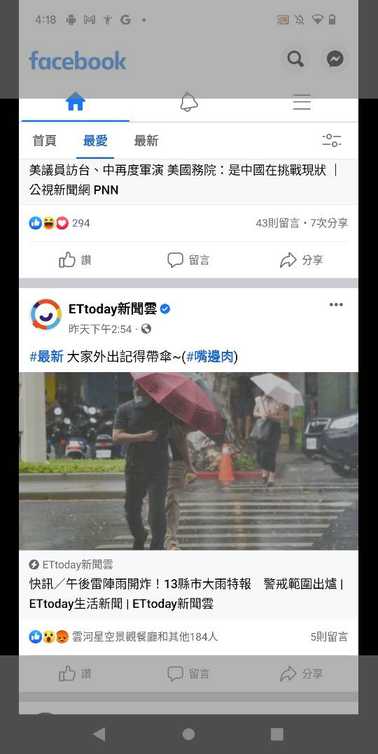 4:18
facebook
首頁 最愛 最新
美議員訪台、中再度軍演 美國務院：是中國在挑戰現狀 ｜
公視新聞網 PNN
294 43則留言・7次分享
讚 留言 分享
ETtoday新聞雲
昨天下午2:54 ·
#最新 大家外出記得帶傘~(#嘴邊肉)
ETtoday新聞雲
快訊／午後雷陣雨開炸！13縣市大雨特報　警戒範圍出爐 |
ETtoday生活新聞 | ETtoday新聞雲
雲河星空景觀餐廳和其他184人 5則留言
讚 留言 分享